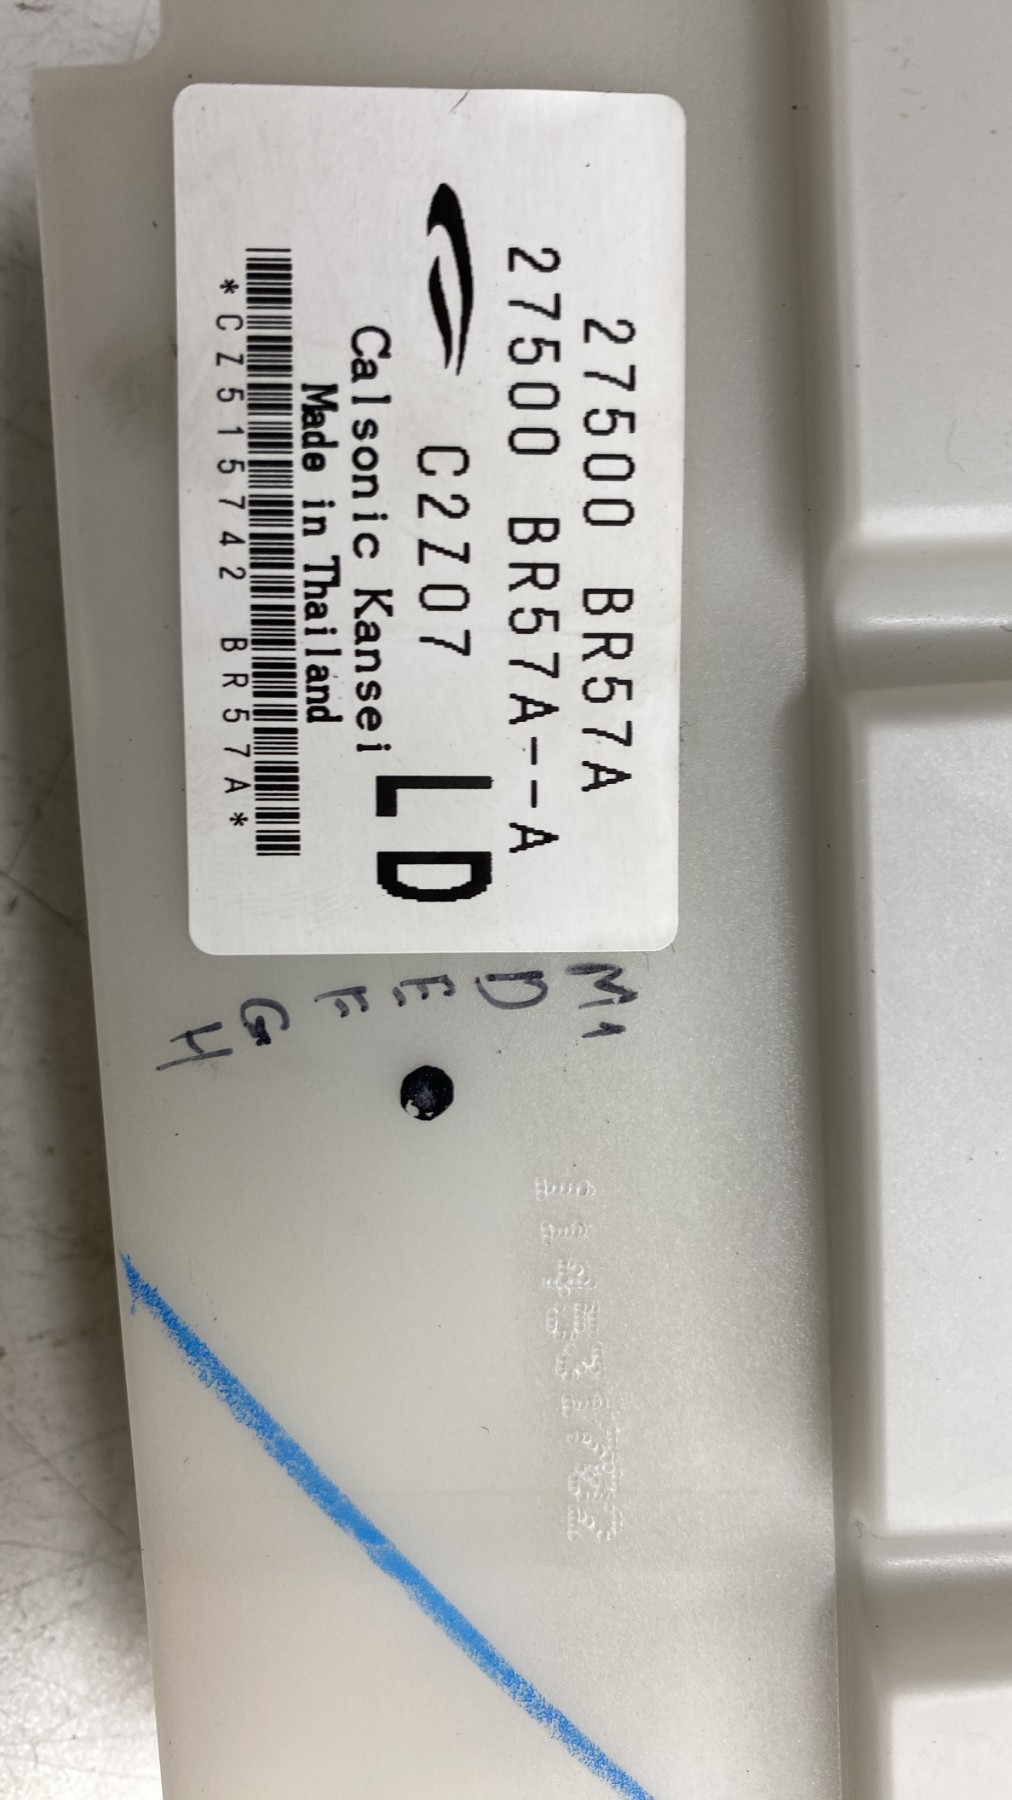 27500 BR57A
27500 BR57A--A
C2Z07
LD
Calsonic Kansei
Made in Thailand
*CZ515742 BR57A*
M1
D
E
F
G
H